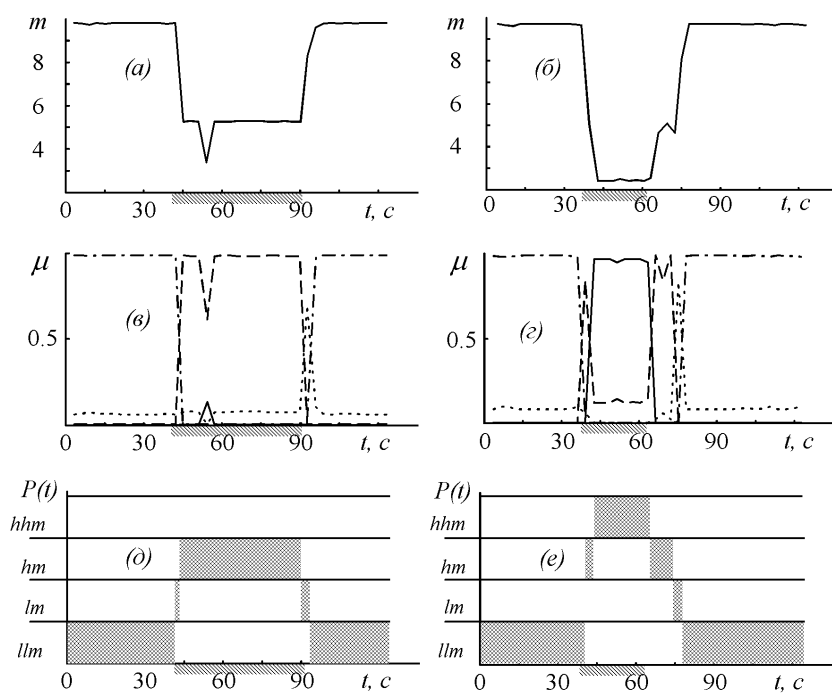 m
8
6
4
(а)
0 30 60 90 t, c
m
8
6
4
(б)
0 30 60 90 t, c
μ
0.5
(в)
0 30 60 90 t, c
μ
0.5
(г)
0 30 60 90 t, c
P(t)
hhm
hm
lm
llm
(д)
0 30 60 90 t, c
P(t)
hhm
hm
lm
llm
(е)
0 30 60 90 t, c